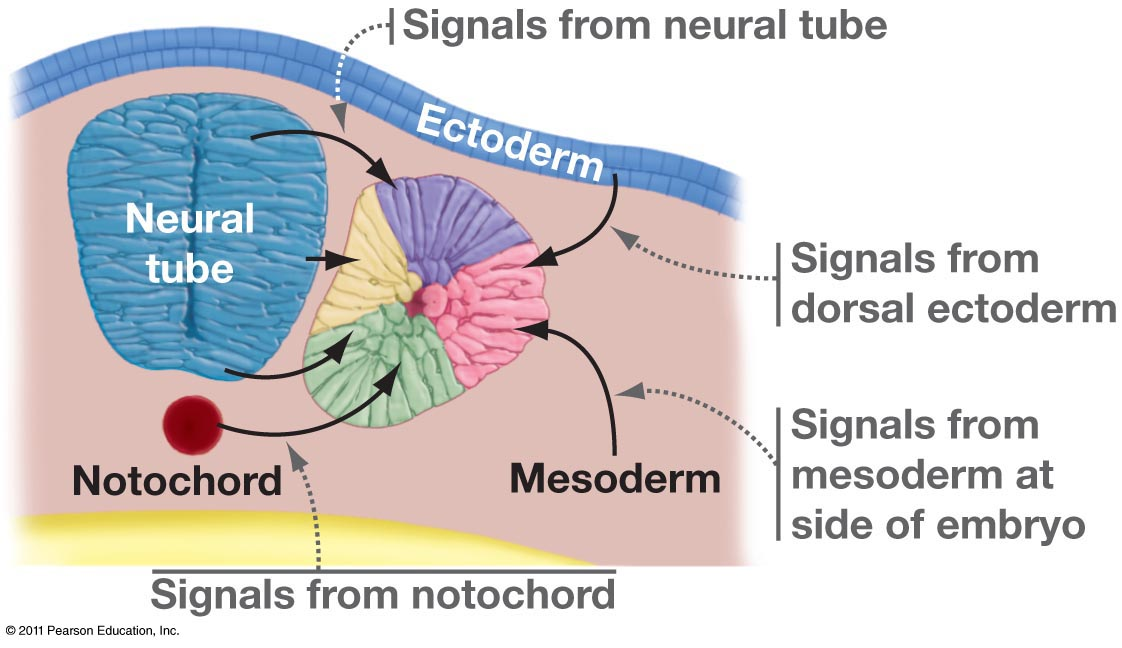 Signals from neural tube
Ectoderm
Neural
tube
Signals from
dorsal ectoderm
Signals from
mesoderm at
side of embryo
Notochord
Mesoderm
Signals from notochord
© 2011 Pearson Education, Inc.